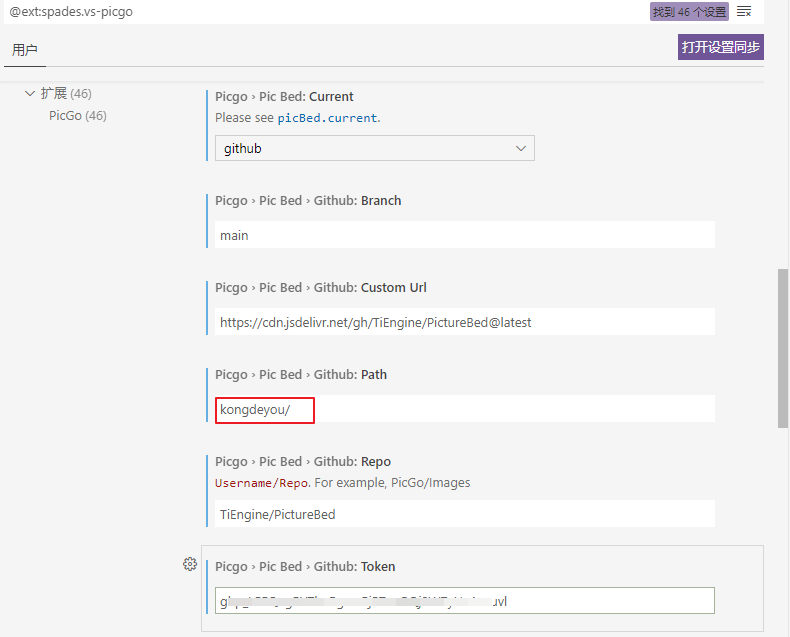 @ext:spades.vs-picgo
找到 46 个设置
用户
打开设置同步
扩展 (46)
PicGo (46)
Picgo › Pic Bed: Current
Please see picBed.current.
github
Picgo › Pic Bed › Github: Branch
main
Picgo › Pic Bed › Github: Custom Url
https://cdn.jsdelivr.net/gh/TiEngine/PictureBed@latest
Picgo › Pic Bed › Github: Path
kongdeyou/
Picgo › Pic Bed › Github: Repo
Username/Repo. For example, PicGo/Images
TiEngine/PictureBed
Picgo › Pic Bed › Github: Token